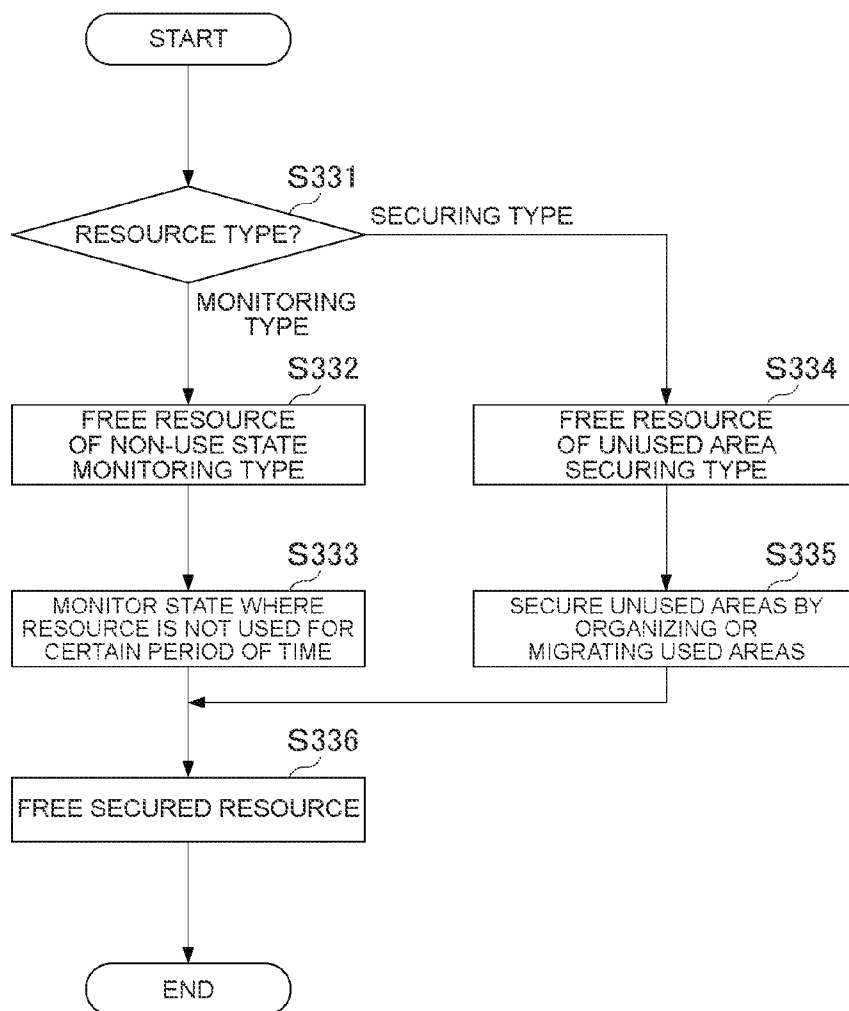 START
S331
RESOURCE TYPE?
SECURING TYPE
MONITORING
TYPE
S332
FREE RESOURCE
OF NON-USE STATE
MONITORING TYPE
S334
FREE RESOURCE
OF UNUSED AREA
SECURING TYPE
S333
MONITOR STATE WHERE
RESOURCE IS NOT USED FOR
CERTAIN PERIOD OF TIME
S335
SECURE UNUSED AREAS BY
ORGANIZING OR
MIGRATING USED AREAS
S336
FREE SECURED RESOURCE
END